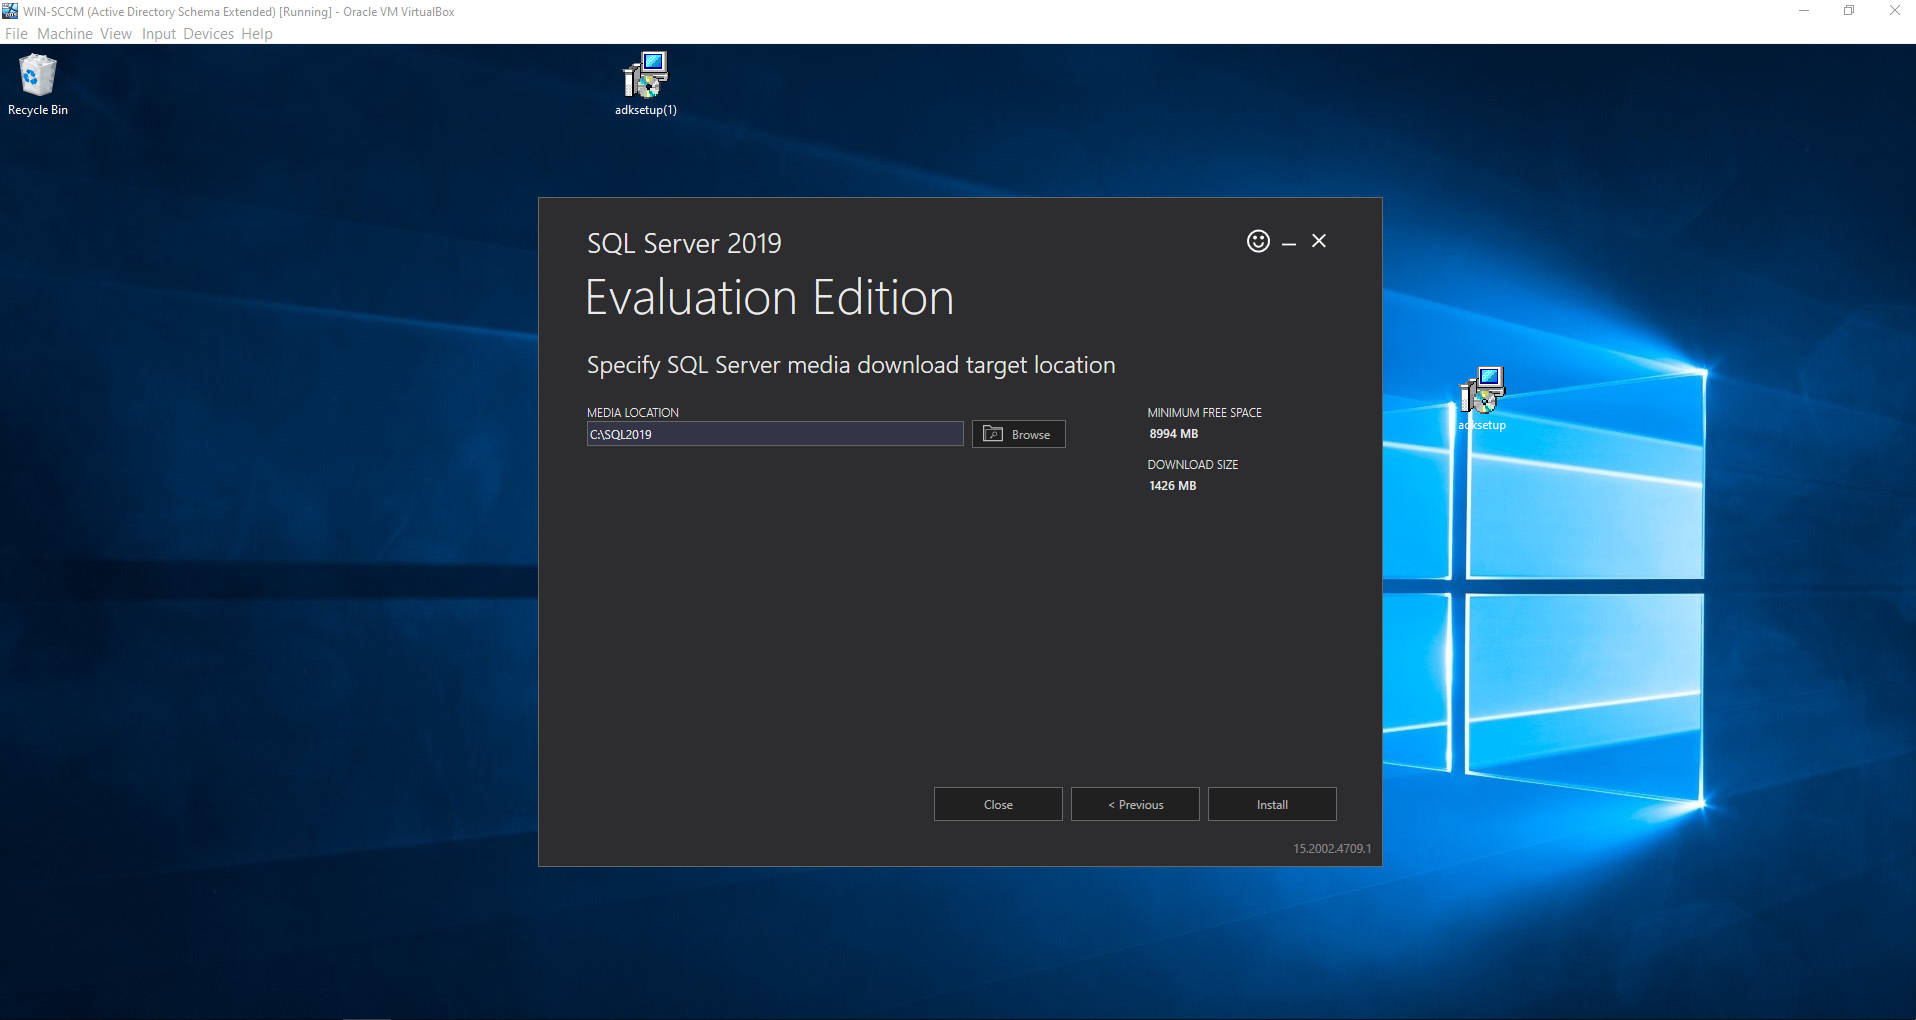 WIN-SCCM (Active Directory Schema Extended) [Running] - Oracle VM VirtualBox
File Machine View Input Devices Help
Recycle Bin
adksetup(1)
SQL Server 2019
Evaluation Edition
Specify SQL Server media download target location
MEDIA LOCATION
C:\SQL2019
Browse
MINIMUM FREE SPACE
8994 MB
DOWNLOAD SIZE
1426 MB
adksetup
Close
< Previous
Install
15.2002.4709.1